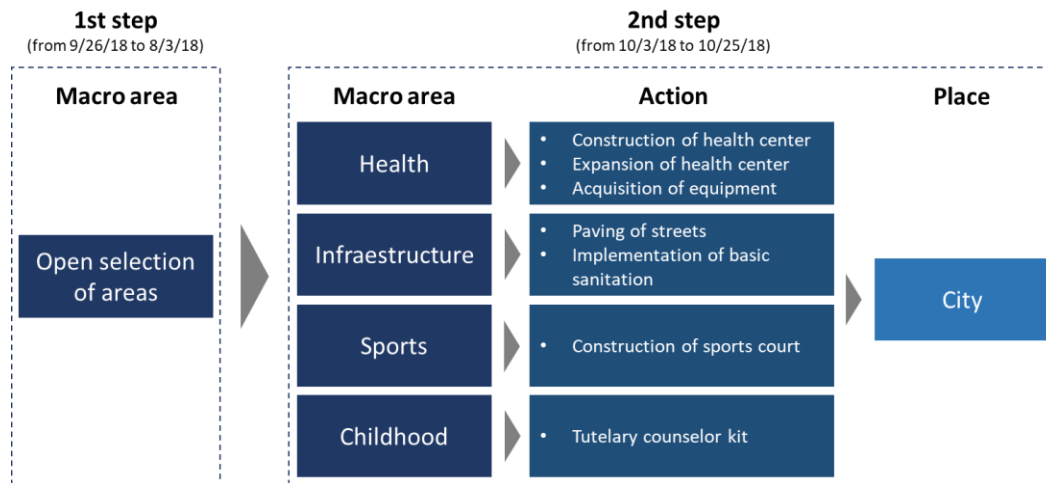 1st step
(from 9/26/18 to 8/3/18)
Macro area
Open selection
of areas
2nd step
(from 10/3/18 to 10/25/18)
Macro area
Action
Place
Health
• Construction of health center
• Expansion of health center
• Acquisition of equipment
Infraestructure
• Paving of streets
• Implementation of basic
sanitation
Sports
• Construction of sports court
Childhood
• Tutelary counselor kit
City